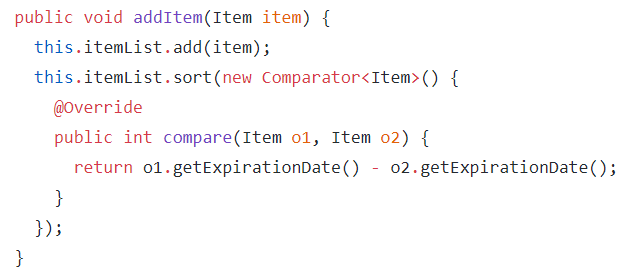 public void addItem(Item item) {
  this.itemList.add(item);
  this.itemList.sort(new Comparator<Item>() {
    @Override
    public int compare(Item o1, Item o2) {
      return o1.getExpirationDate() - o2.getExpirationDate();
    }
  });
}